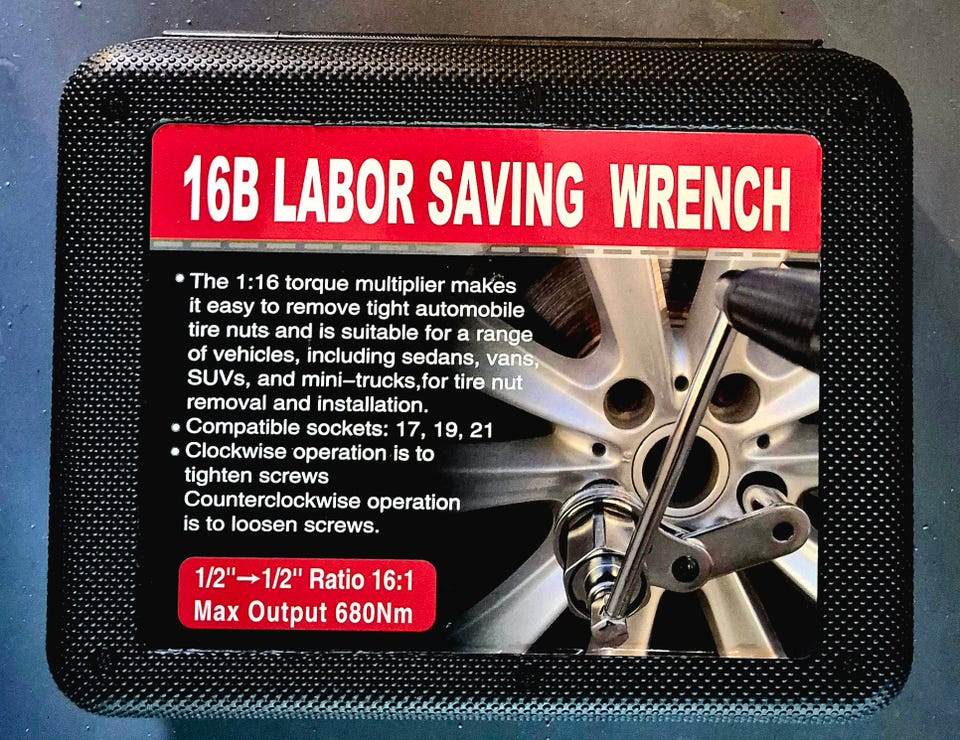 16B LABOR SAVING WRENCH
• The 1:16 torque multiplier makes
it easy to remove tight automobile
tire nuts and is suitable for a range
of vehicles, including sedans, vans,
SUVs, and mini–trucks,for tire nut
removal and installation.
• Compatible sockets: 17, 19, 21
• Clockwise operation is to
tighten screws
Counterclockwise operation
is to loosen screws.
1/2"→1/2" Ratio 16:1
Max Output 680Nm